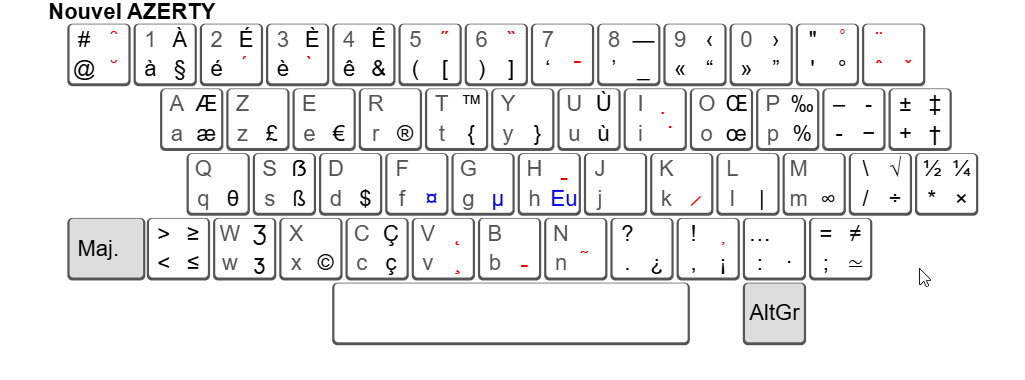 Nouvel AZERTY
# ˆ 1 À 2 É 3 È 4 Ê 5 ˝ 6 ̏ 7 8 — 9 ‹ 0 › " ° ¨
@ ˘ à § é ´ è ` ê & ( [ ) ] ‘ - ’ _ « “ » ” ' ° ˆ ˇ
A Æ Z E R T ™ Y U Ù I . O Œ P ‰ – - ± ‡
a æ z £ e € r ® t { y } u ù i ˙ o œ p % - − + †
Q S ẞ D F G H - J K L M \ √ ½ ¼
q θ s ß d $ f ¤ g µ h Eu j k ⁄ l | m ∞ / ÷ * ×
Maj. > ≥ W Ʒ X C Ç V ˛ B N ? ! , … = ≠
< ≤ w ʒ x © c ç v ¸ b - n ˜ . ¿ , ¡ : · ; ≃
AltGr